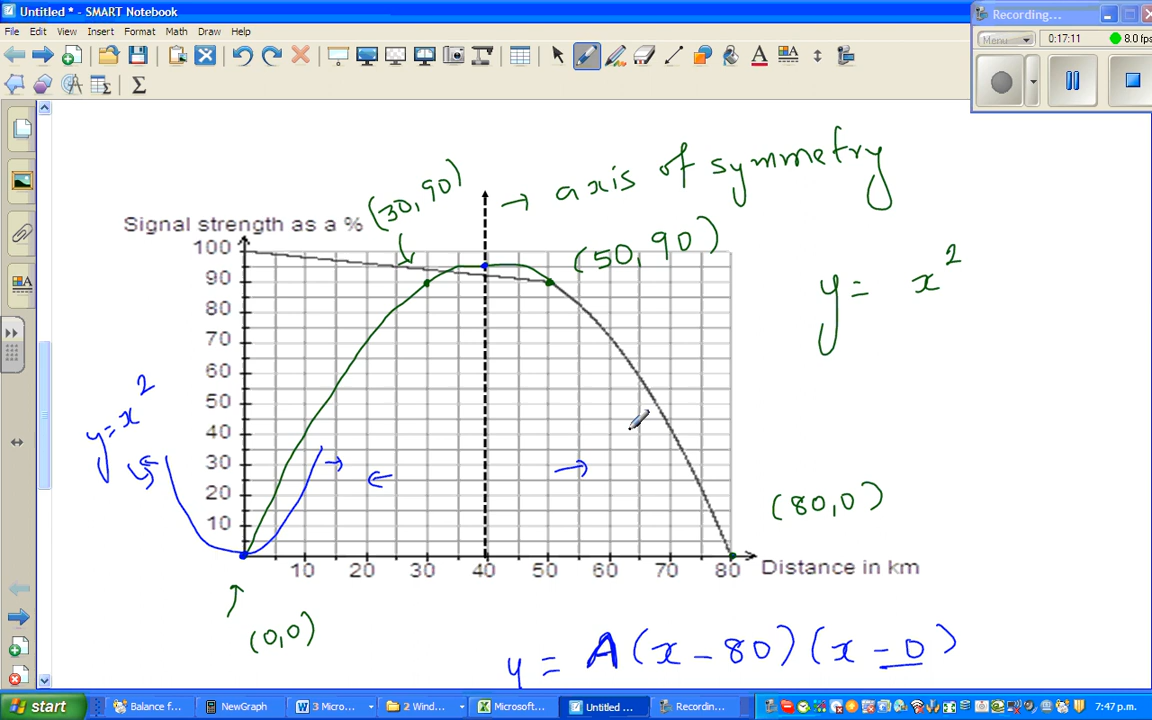 Untitled * - SMART Notebook
Recording...
File Edit View Insert Format Math Draw Help
Menu 0:17:11 8.0 fps
axis of symmetry
(30,90)
Signal strength as a %
(50,90)
y = x²
100
90
80
70
60
50
40
30
20
10
y=x²
(80,0)
10 20 30 40 50 60 70 80 Distance in km
(0,0)
y = A(x-80)(x-0)
start Balance f... NewGraph 3 Micro... 2 Wind... Microsoft... Untitled ... Recordin... 7:47 p.m.